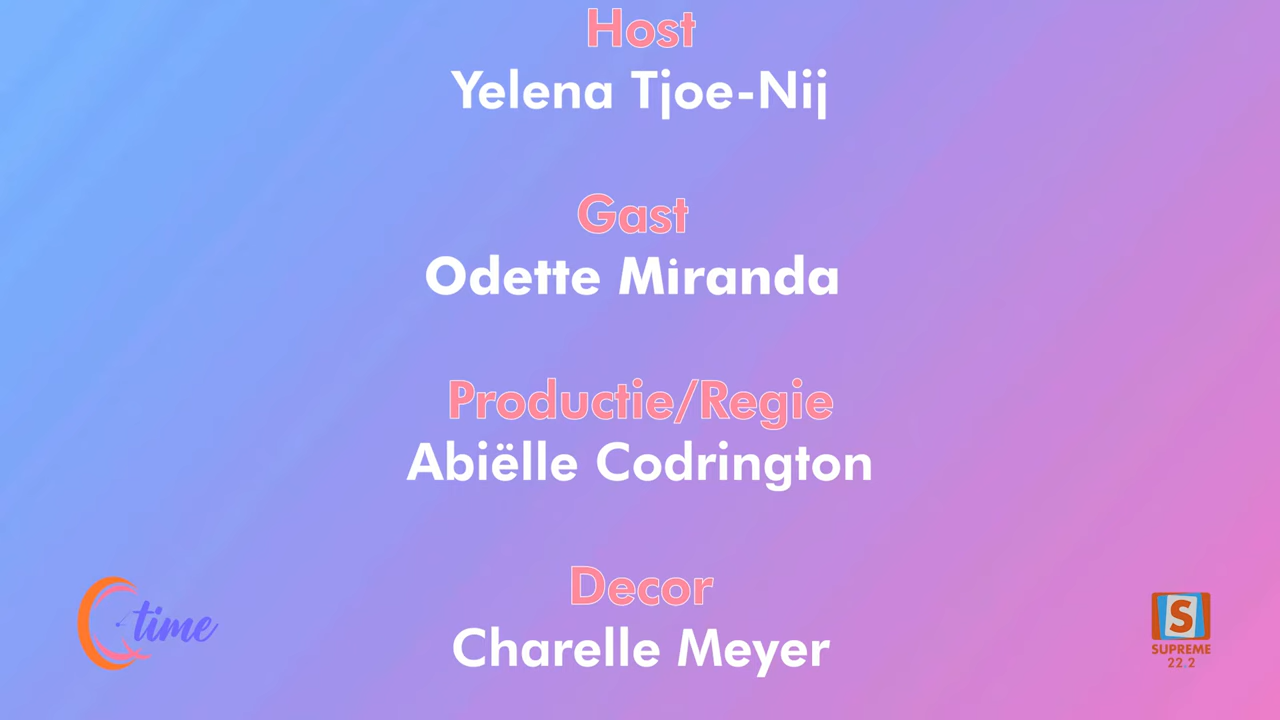 Host
Yelena Tjoe-Nij
Gast
Odette Miranda
Productie/Regie
Abiëlle Codrington
Decor
Charelle Meyer
C-time
S
SUPREME
22.2